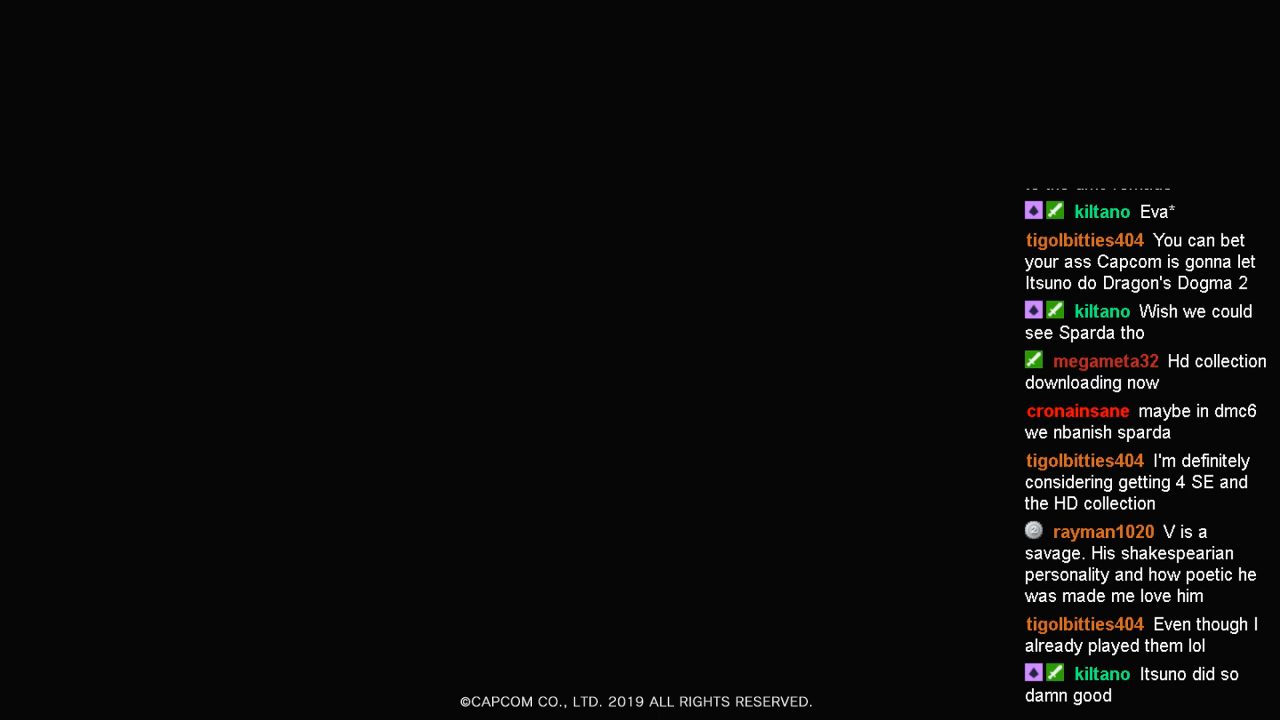 kiltano Eva*
tigolbitties404 You can bet
your ass Capcom is gonna let
Itsuno do Dragon's Dogma 2
kiltano Wish we could
see Sparda tho
megameta32 Hd collection
downloading now
cronainsane maybe in dmc6
we nbanish sparda
tigolbitties404 I'm definitely
considering getting 4 SE and
the HD collection
rayman1020 V is a
savage. His shakespearian
personality and how poetic he
was made me love him
tigolbitties404 Even though I
already played them lol
kiltano Itsuno did so
damn good
©CAPCOM CO., LTD. 2019 ALL RIGHTS RESERVED.